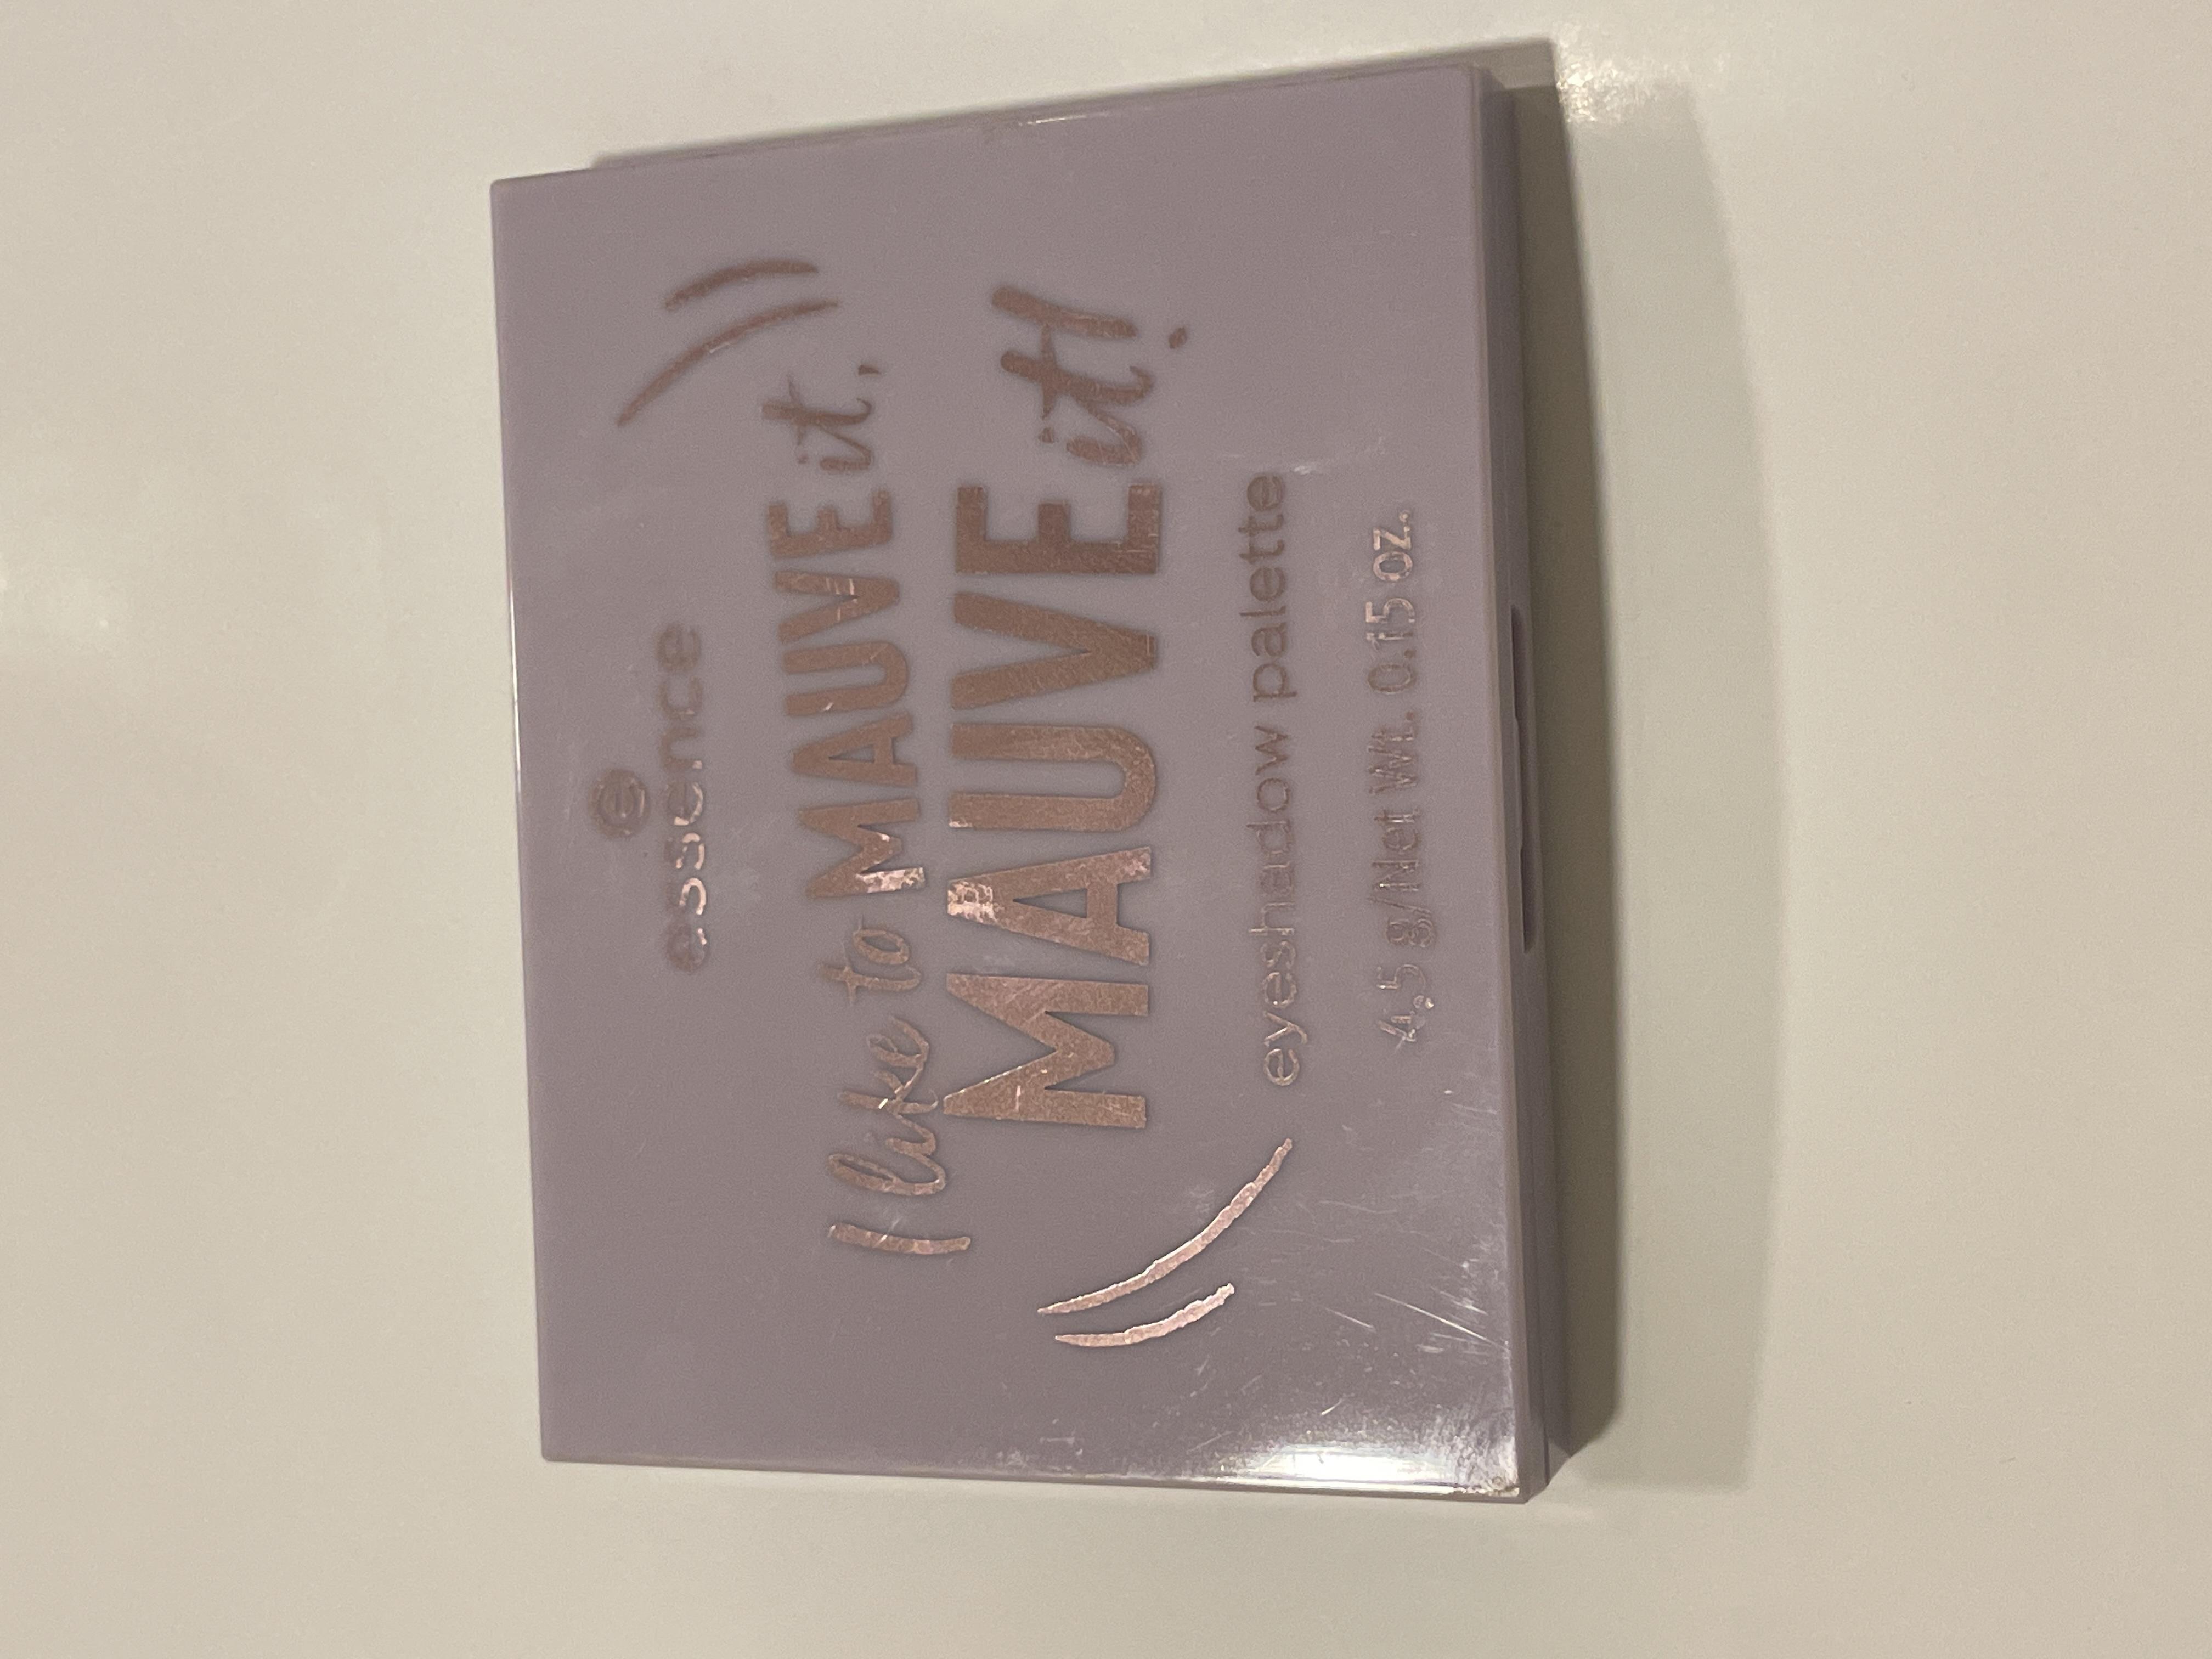 e
essence
I like to MAUVE it,
MAUVE it!
eyeshadow palette
4,5 g/Net Wt. 0.15 oz.